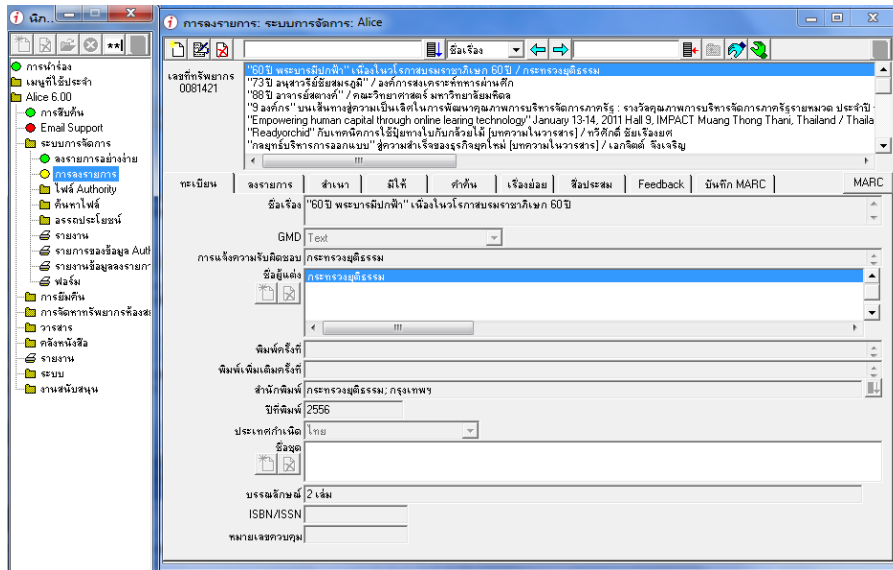 นัก..
**
การนำร่อง
เมนูที่ใช้ประจำ
Alice 6.00
การสืบค้น
Email Support
ระบบการจัดการ
ลงรายการอย่างง่าย
การลงรายการ
ไฟล์ Authority
ค้นหาไฟล์
อรรถประโยชน์
รายงาน
รายการของข้อมูล Auth
รายงานข้อมูลลงรายกา
ฟอร์ม
การยืมคืน
การจัดหาทรัพยากรห้องส
วารสาร
คลังหนังสือ
รายงาน
ระบบ
งานสนับสนุน
การลงรายการ: ระบบการจัดการ: Alice
ชื่อเรื่อง
เลขที่ทรัพยากร
0081421
"60 ปี พระบารมีปกฟ้า" เนื่องในวโรกาสบรมราชาภิเษก 60 ปี / กระทรวงยุติธรรม
"73 ปี อนุสาวรีย์ชัยสมรภูมิ" / องค์การสงเคราะห์ทหารผ่านศึก
"88 ปี อาจารย์สตางค์" / คณะวิทยาศาสตร์ มหาวิทยาลัยมหิดล
"9 องค์กร" บนเส้นทางสู่ความเป็นเลิศในการพัฒนาคุณภาพการบริหารจัดการภาครัฐ : รางวัลคุณภาพการบริหารจัดการภาครัฐรายหมวด ประจำปี
"Empowering human capital through online learing technology" January 13-14, 2011 Hall 9, IMPACT Muang Thong Thani, Thailand / Thaila
"Readyorchid" กับเทคนิคการใช้ปุ๋ยทางใบกับกล้วยไม้ [บทความในวารสาร] / ทวีศักดิ์ ชัยเรืองยศ
"กลยุทธ์บริหารการออกแบบ" สู่ความสำเร็จของธุรกิจยุคใหม่ [บทความในวารสาร] / เอกจิตต์ จึงเจริญ
ทะเบียน
ลงรายการ
สำเนา
มีให้
คำค้น
เรื่องย่อย
สื่อประสม
Feedback
บันทึก MARC
MARC
ชื่อเรื่อง "60 ปี พระบารมีปกฟ้า" เนื่องในวโรกาสบรมราชาภิเษก 60 ปี
GMD Text
การแจ้งความรับผิดชอบ กระทรวงยุติธรรม
ชื่อผู้แต่ง กระทรวงยุติธรรม
พิมพ์ครั้งที่
พิมพ์เพิ่มเติมครั้งที่
สำนักพิมพ์ กระทรวงยุติธรรม; กรุงเทพฯ
ปีที่พิมพ์ 2556
ประเทศกำเนิด ไทย
ชื่อชุด
บรรณลักษณ์ 2 เล่ม
ISBN/ISSN
หมายเลขควบคุม